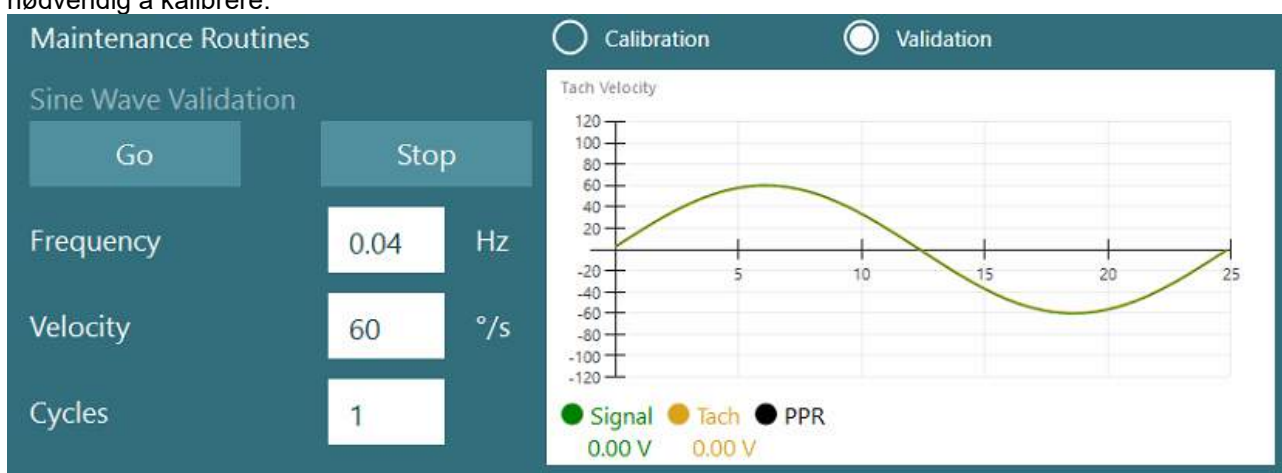 nødvendig å kalibrere.
Maintenance Routines
Calibration
Validation
Sine Wave Validation
Go
Stop
Frequency
0.04
Hz
Velocity
60
°/s
Cycles
1
Tach Velocity
120
100
80
60
40
20
-20
-40
-60
-80
-100
-120
5
10
15
20
25
Signal
Tach
PPR
0.00 V
0.00 V